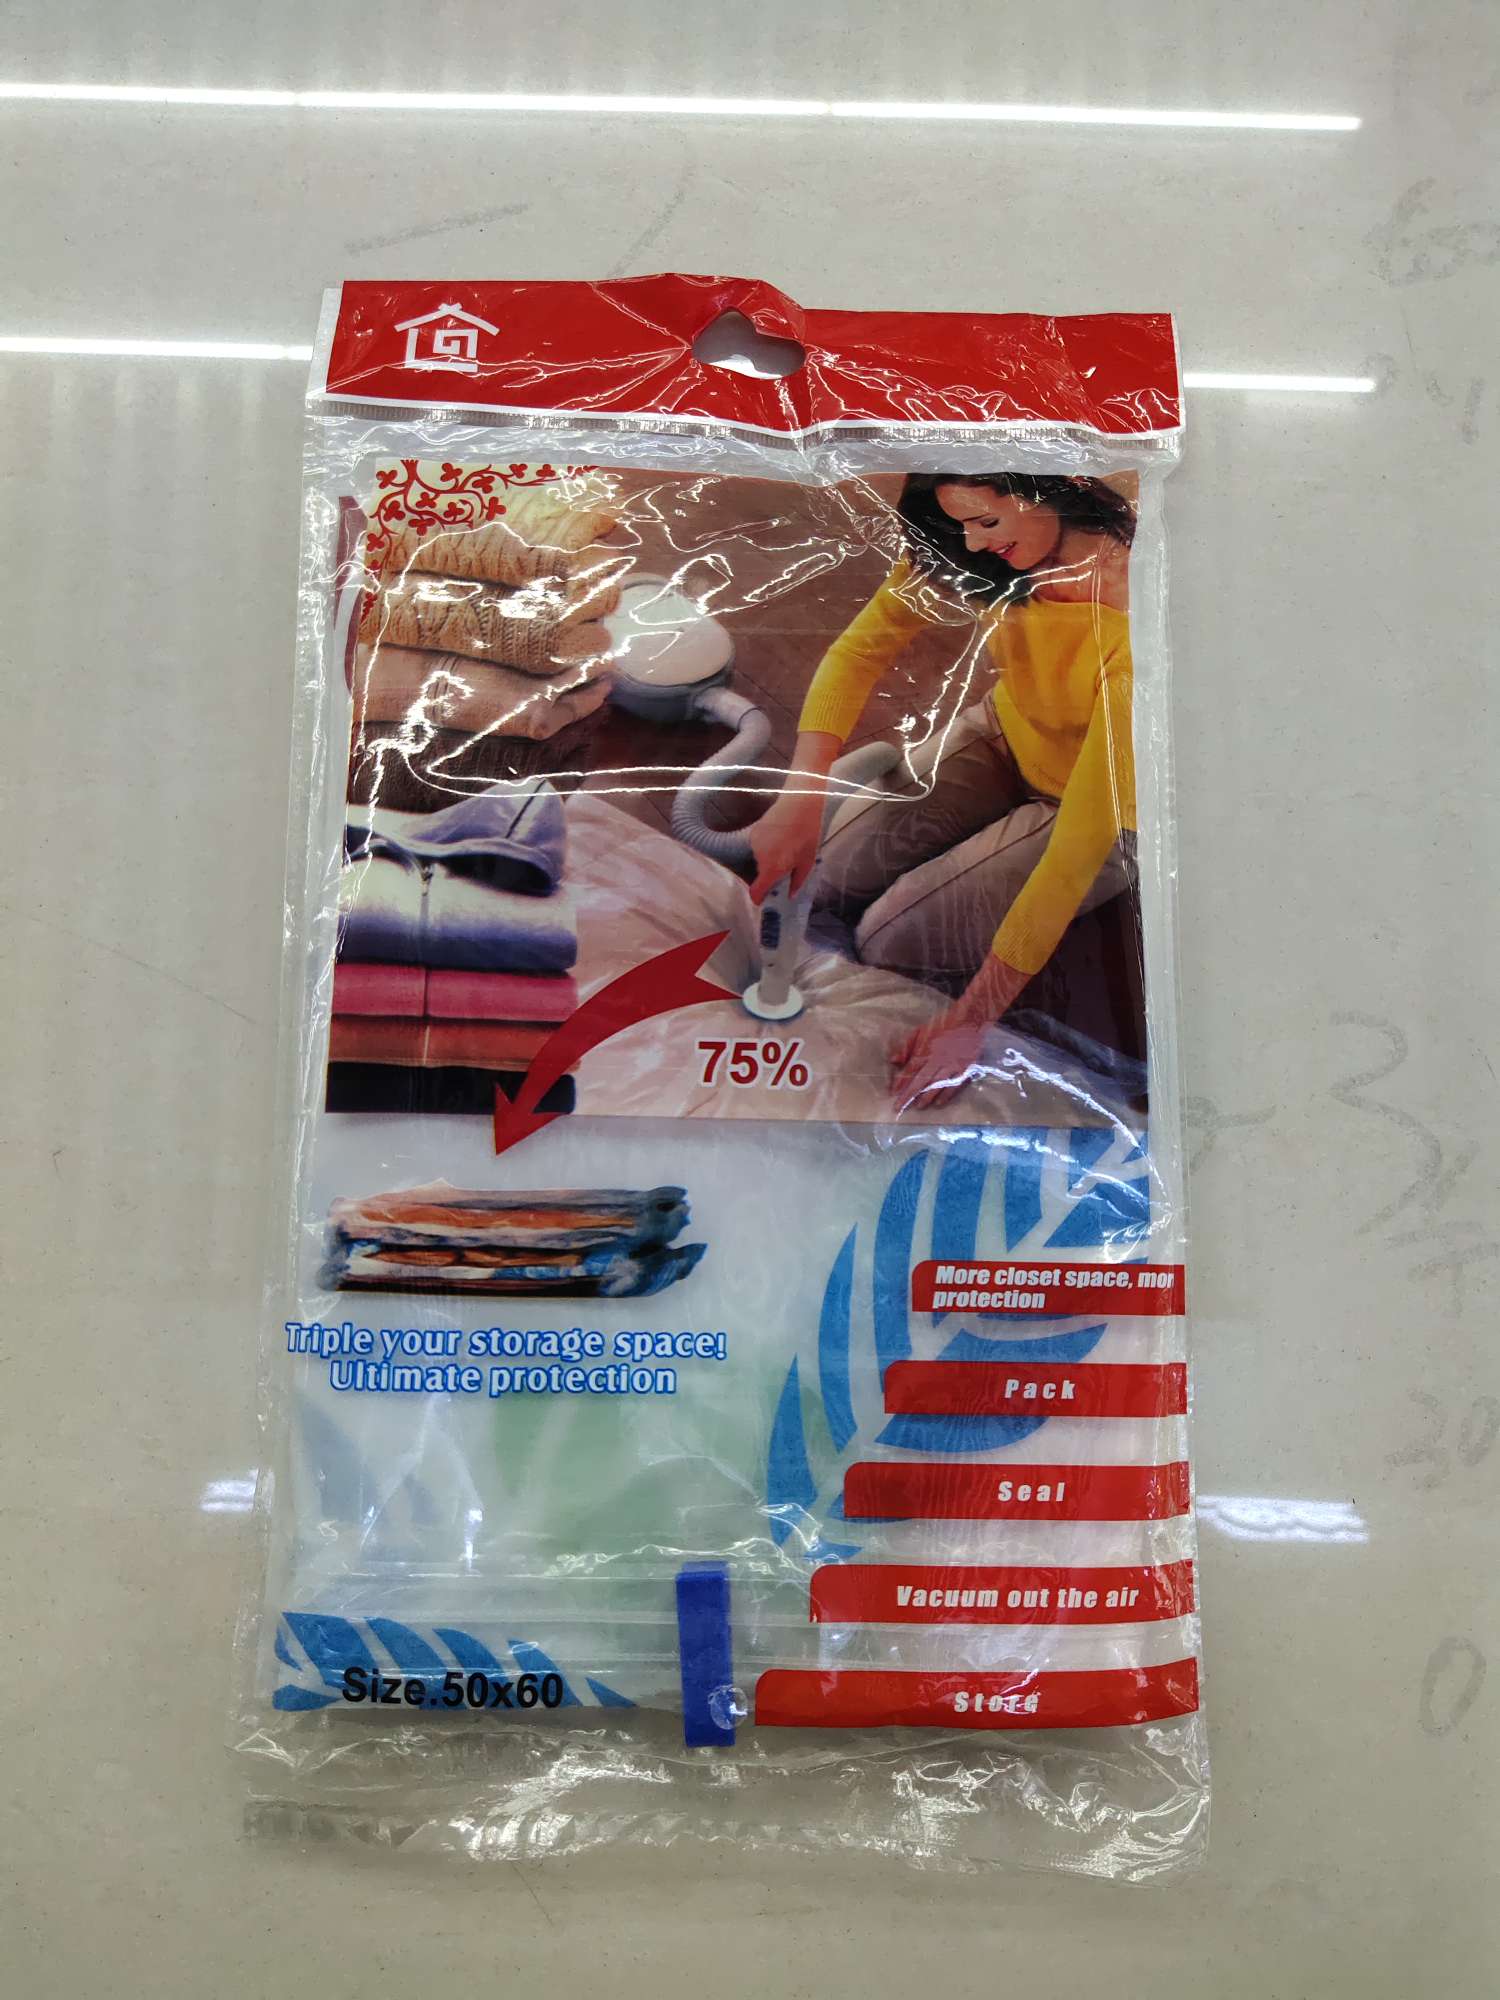 75%
Triple your storage space!
Ultimate protection
More closet space, mor
protection
Pack
Seal
Vacuum out the air
Store
Size.50x60